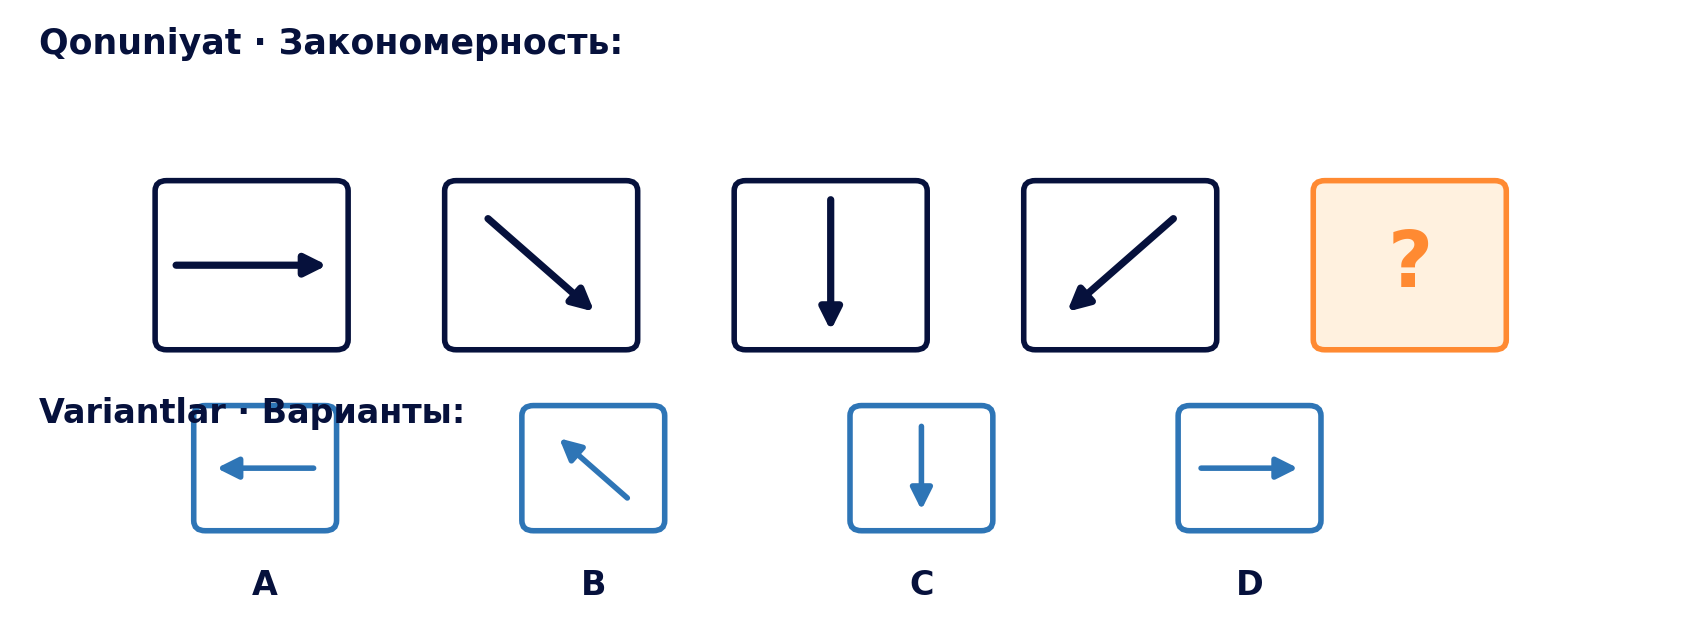 Qonuniyat · Закономерность:
?
Variantlar · Варианты:
A B C D